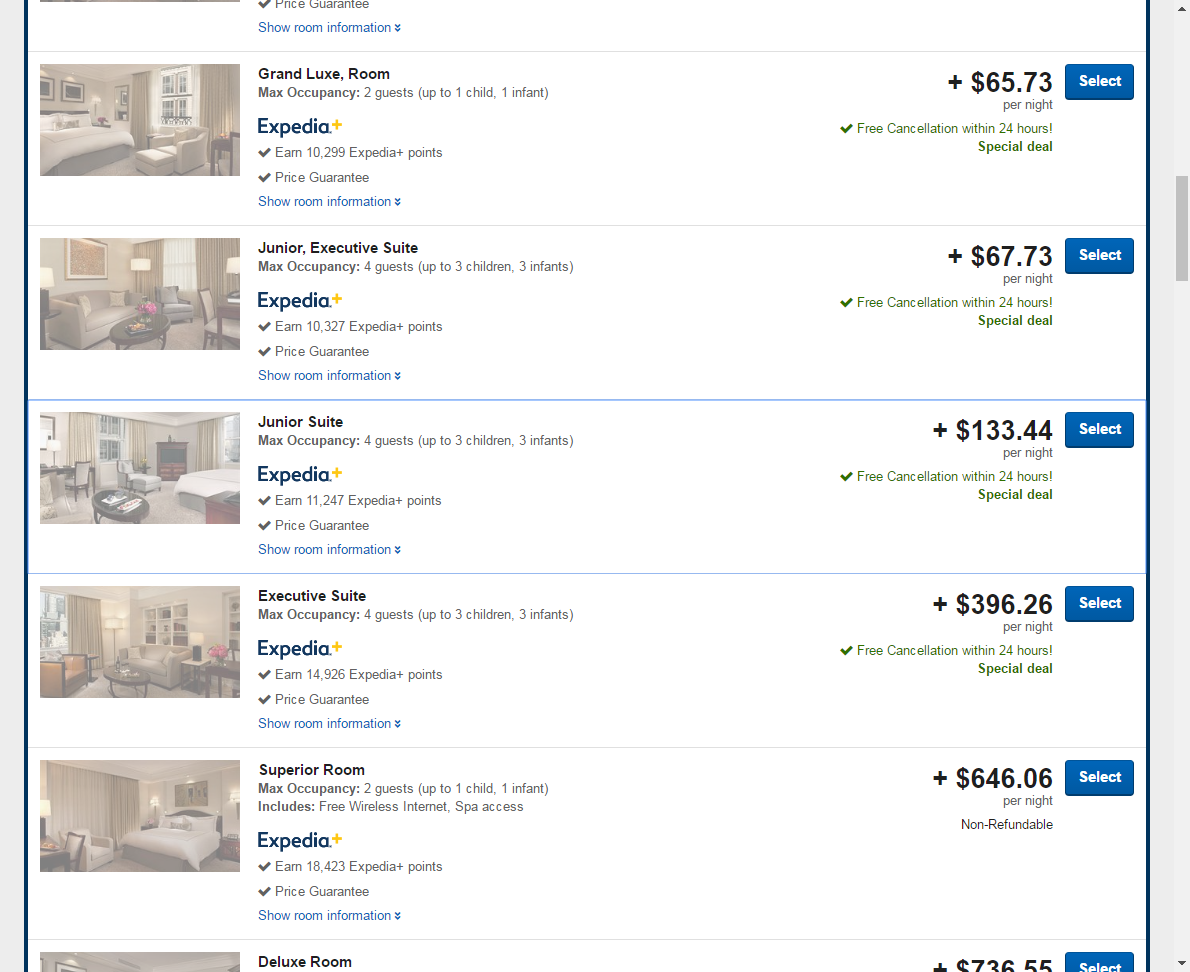 Price Guarantee
Show room information
Grand Luxe, Room
Max Occupancy: 2 guests (up to 1 child, 1 infant)
+ $65.73
per night
Select
Free Cancellation within 24 hours!
Special deal
Expedia+
Earn 10,299 Expedia+ points
Price Guarantee
Show room information
Junior, Executive Suite
Max Occupancy: 4 guests (up to 3 children, 3 infants)
+ $67.73
per night
Select
Free Cancellation within 24 hours!
Special deal
Expedia+
Earn 10,327 Expedia+ points
Price Guarantee
Show room information
Junior Suite
Max Occupancy: 4 guests (up to 3 children, 3 infants)
+ $133.44
per night
Select
Free Cancellation within 24 hours!
Special deal
Expedia+
Earn 11,247 Expedia+ points
Price Guarantee
Show room information
Executive Suite
Max Occupancy: 4 guests (up to 3 children, 3 infants)
+ $396.26
per night
Select
Free Cancellation within 24 hours!
Special deal
Expedia+
Earn 14,926 Expedia+ points
Price Guarantee
Show room information
Superior Room
Max Occupancy: 2 guests (up to 1 child, 1 infant)
Includes: Free Wireless Internet, Spa access
+ $646.06
per night
Select
Non-Refundable
Expedia+
Earn 18,423 Expedia+ points
Price Guarantee
Show room information
Deluxe Room
+ $736.55
Select